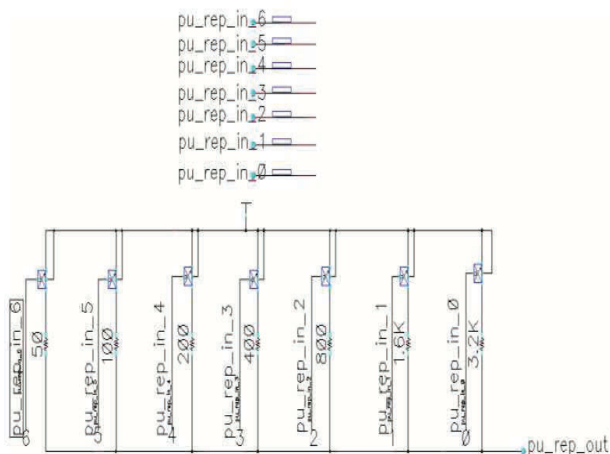 pu_rep_in_6
pu_rep_in_5
pu_rep_in_4
pu_rep_in_3
pu_rep_in_2
pu_rep_in_1
pu_rep_in_0
pu_rep_in_6
50
pu_rep_in_5
100
pu_rep_in_4
200
pu_rep_in_3
400
pu_rep_in_2
800
pu_rep_in_1
1.6K
pu_rep_in_0
3.2K
6
5
4
3
2
1
0
pu_rep_out